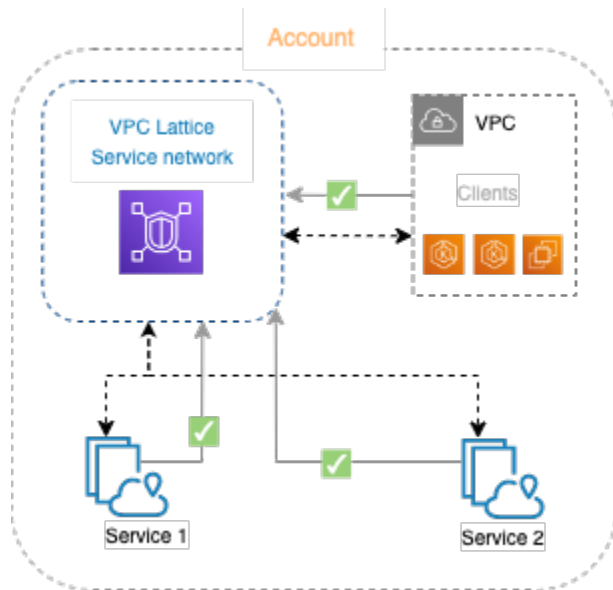 Account
VPC Lattice
Service network
VPC
Clients
Service 1
Service 2